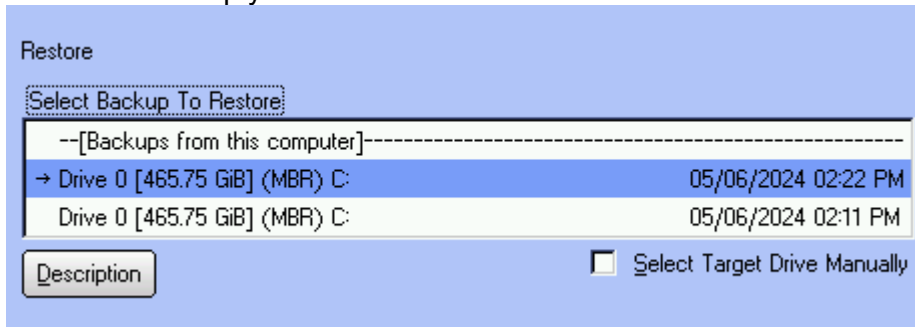 Restore
Select Backup To Restore
--[Backups from this computer]------------------------------------------------------
→ Drive 0 [465.75 GiB] (MBR) C: 05/06/2024 02:22 PM
Drive 0 [465.75 GiB] (MBR) C: 05/06/2024 02:11 PM
Description Select Target Drive Manually